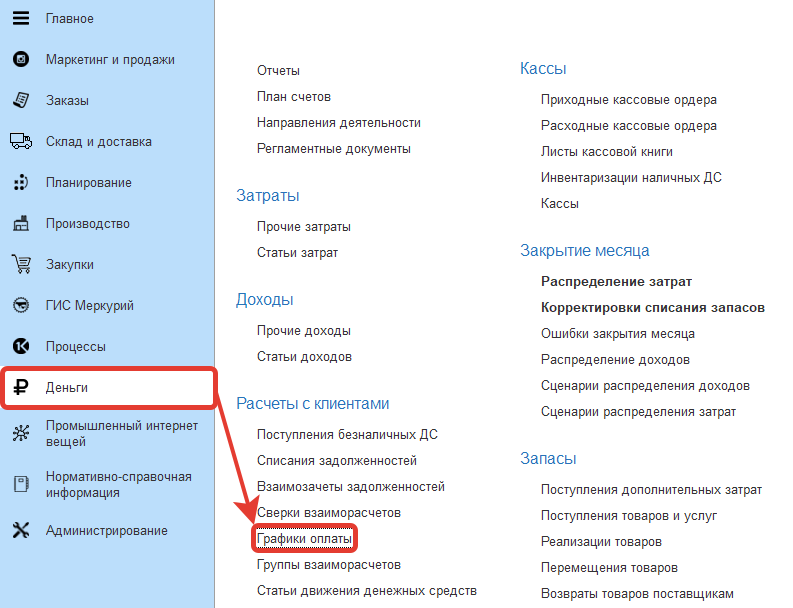 Главное
Маркетинг и продажи
Заказы
Склад и доставка
Планирование
Производство
Закупки
ГИС Меркурий
Процессы
Деньги
Промышленный интернет
вещей
Нормативно-справочная
информация
Администрирование
Отчеты
План счетов
Направления деятельности
Регламентные документы
Затраты
Прочие затраты
Статьи затрат
Доходы
Прочие доходы
Статьи доходов
Расчеты с клиентами
Поступления безналичных ДС
Списания задолженностей
Взаимозачеты задолженностей
Сверки взаиморасчетов
Графики оплаты
Группы взаиморасчетов
Статьи движения денежных средств
Кассы
Приходные кассовые ордера
Расходные кассовые ордера
Листы кассовой книги
Инвентаризации наличных ДС
Кассы
Закрытие месяца
Распределение затрат
Корректировки списания запасов
Ошибки закрытия месяца
Распределение доходов
Сценарии распределения доходов
Сценарии распределения затрат
Запасы
Поступления дополнительных затрат
Поступления товаров и услуг
Реализации товаров
Перемещения товаров
Возвраты товаров поставщикам